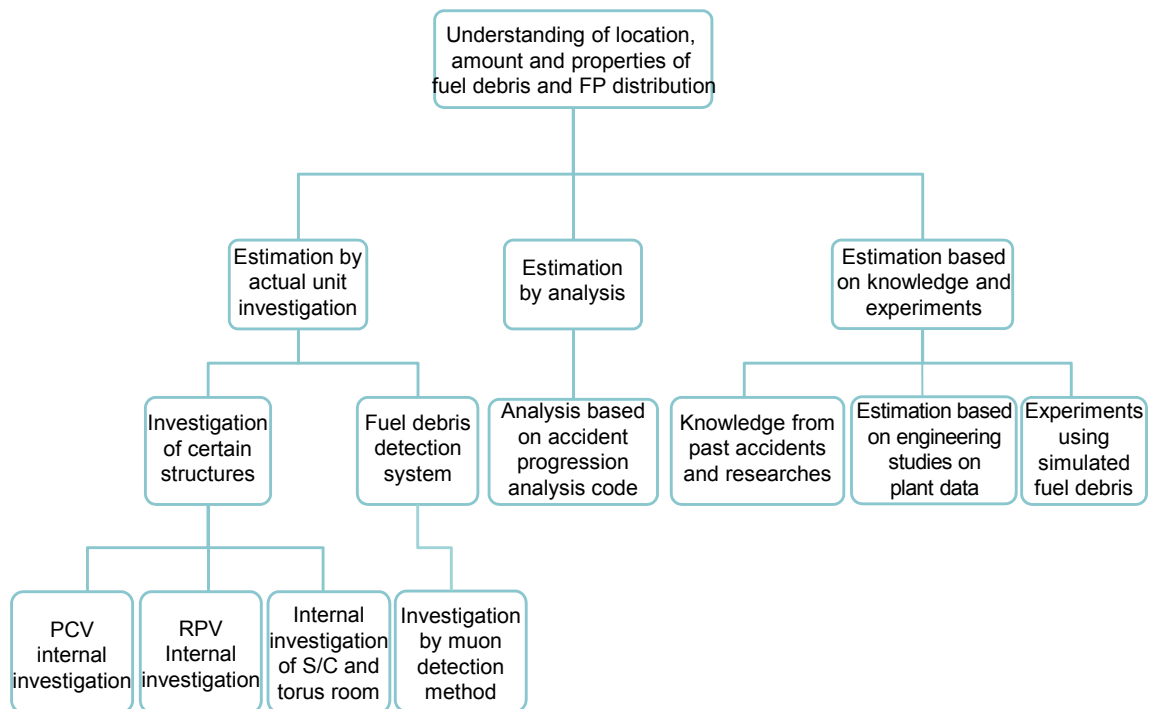 Understanding of location,
amount and properties of
fuel debris and FP distribution
Estimation by
actual unit
investigation
Estimation
by analysis
Estimation based
on knowledge and
experiments
Investigation
of certain
structures
Fuel debris
detection
system
Analysis based
on accident
progression
analysis code
Knowledge from
past accidents
and researches
Estimation based
on engineering
studies on
plant data
Experiments
using
simulated
fuel debris
PCV
internal
investigation
RPV
Internal
investigation
Internal
investigation
of S/C and
torus room
Investigation
by muon
detection
method